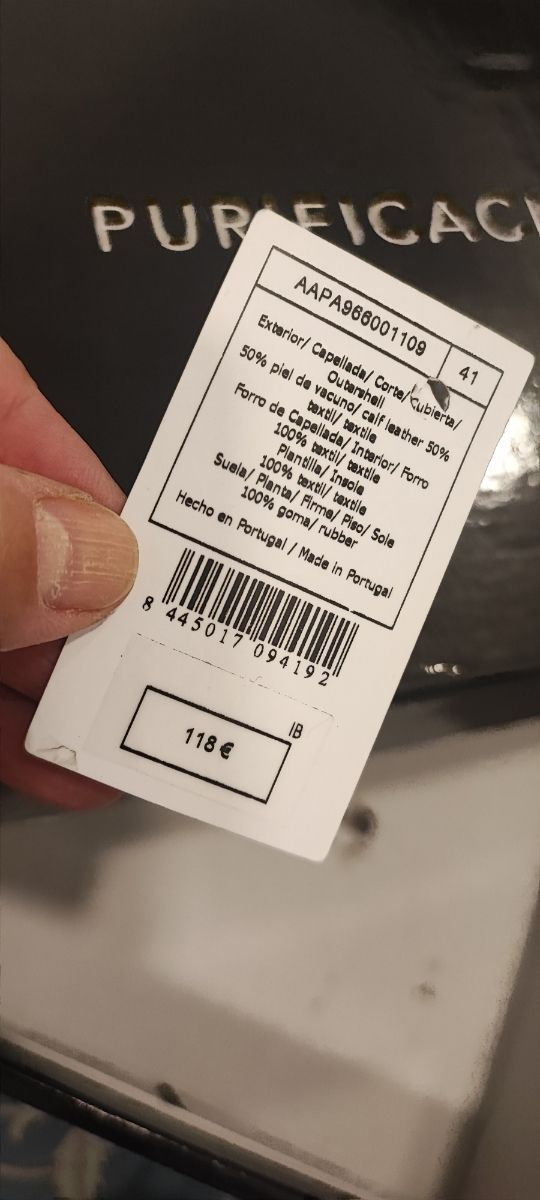 PURIFICACI
AAPA966001109 41
Exterior/ Capellada/ Corte/ Cubierta/
Outershell
50% piel de vacuno/ calf leather 50%
textil/ textile
Forro de Capellada/ Interior/ Forro
100% textil/ textile
Plantilla/ Insole
100% textil/ textile
Suela/ Planta/ Firme/ Piso/ Sole
100% goma/ rubber
Hecho en Portugal / Made in Portugal
8 445017 094192
IB
118€